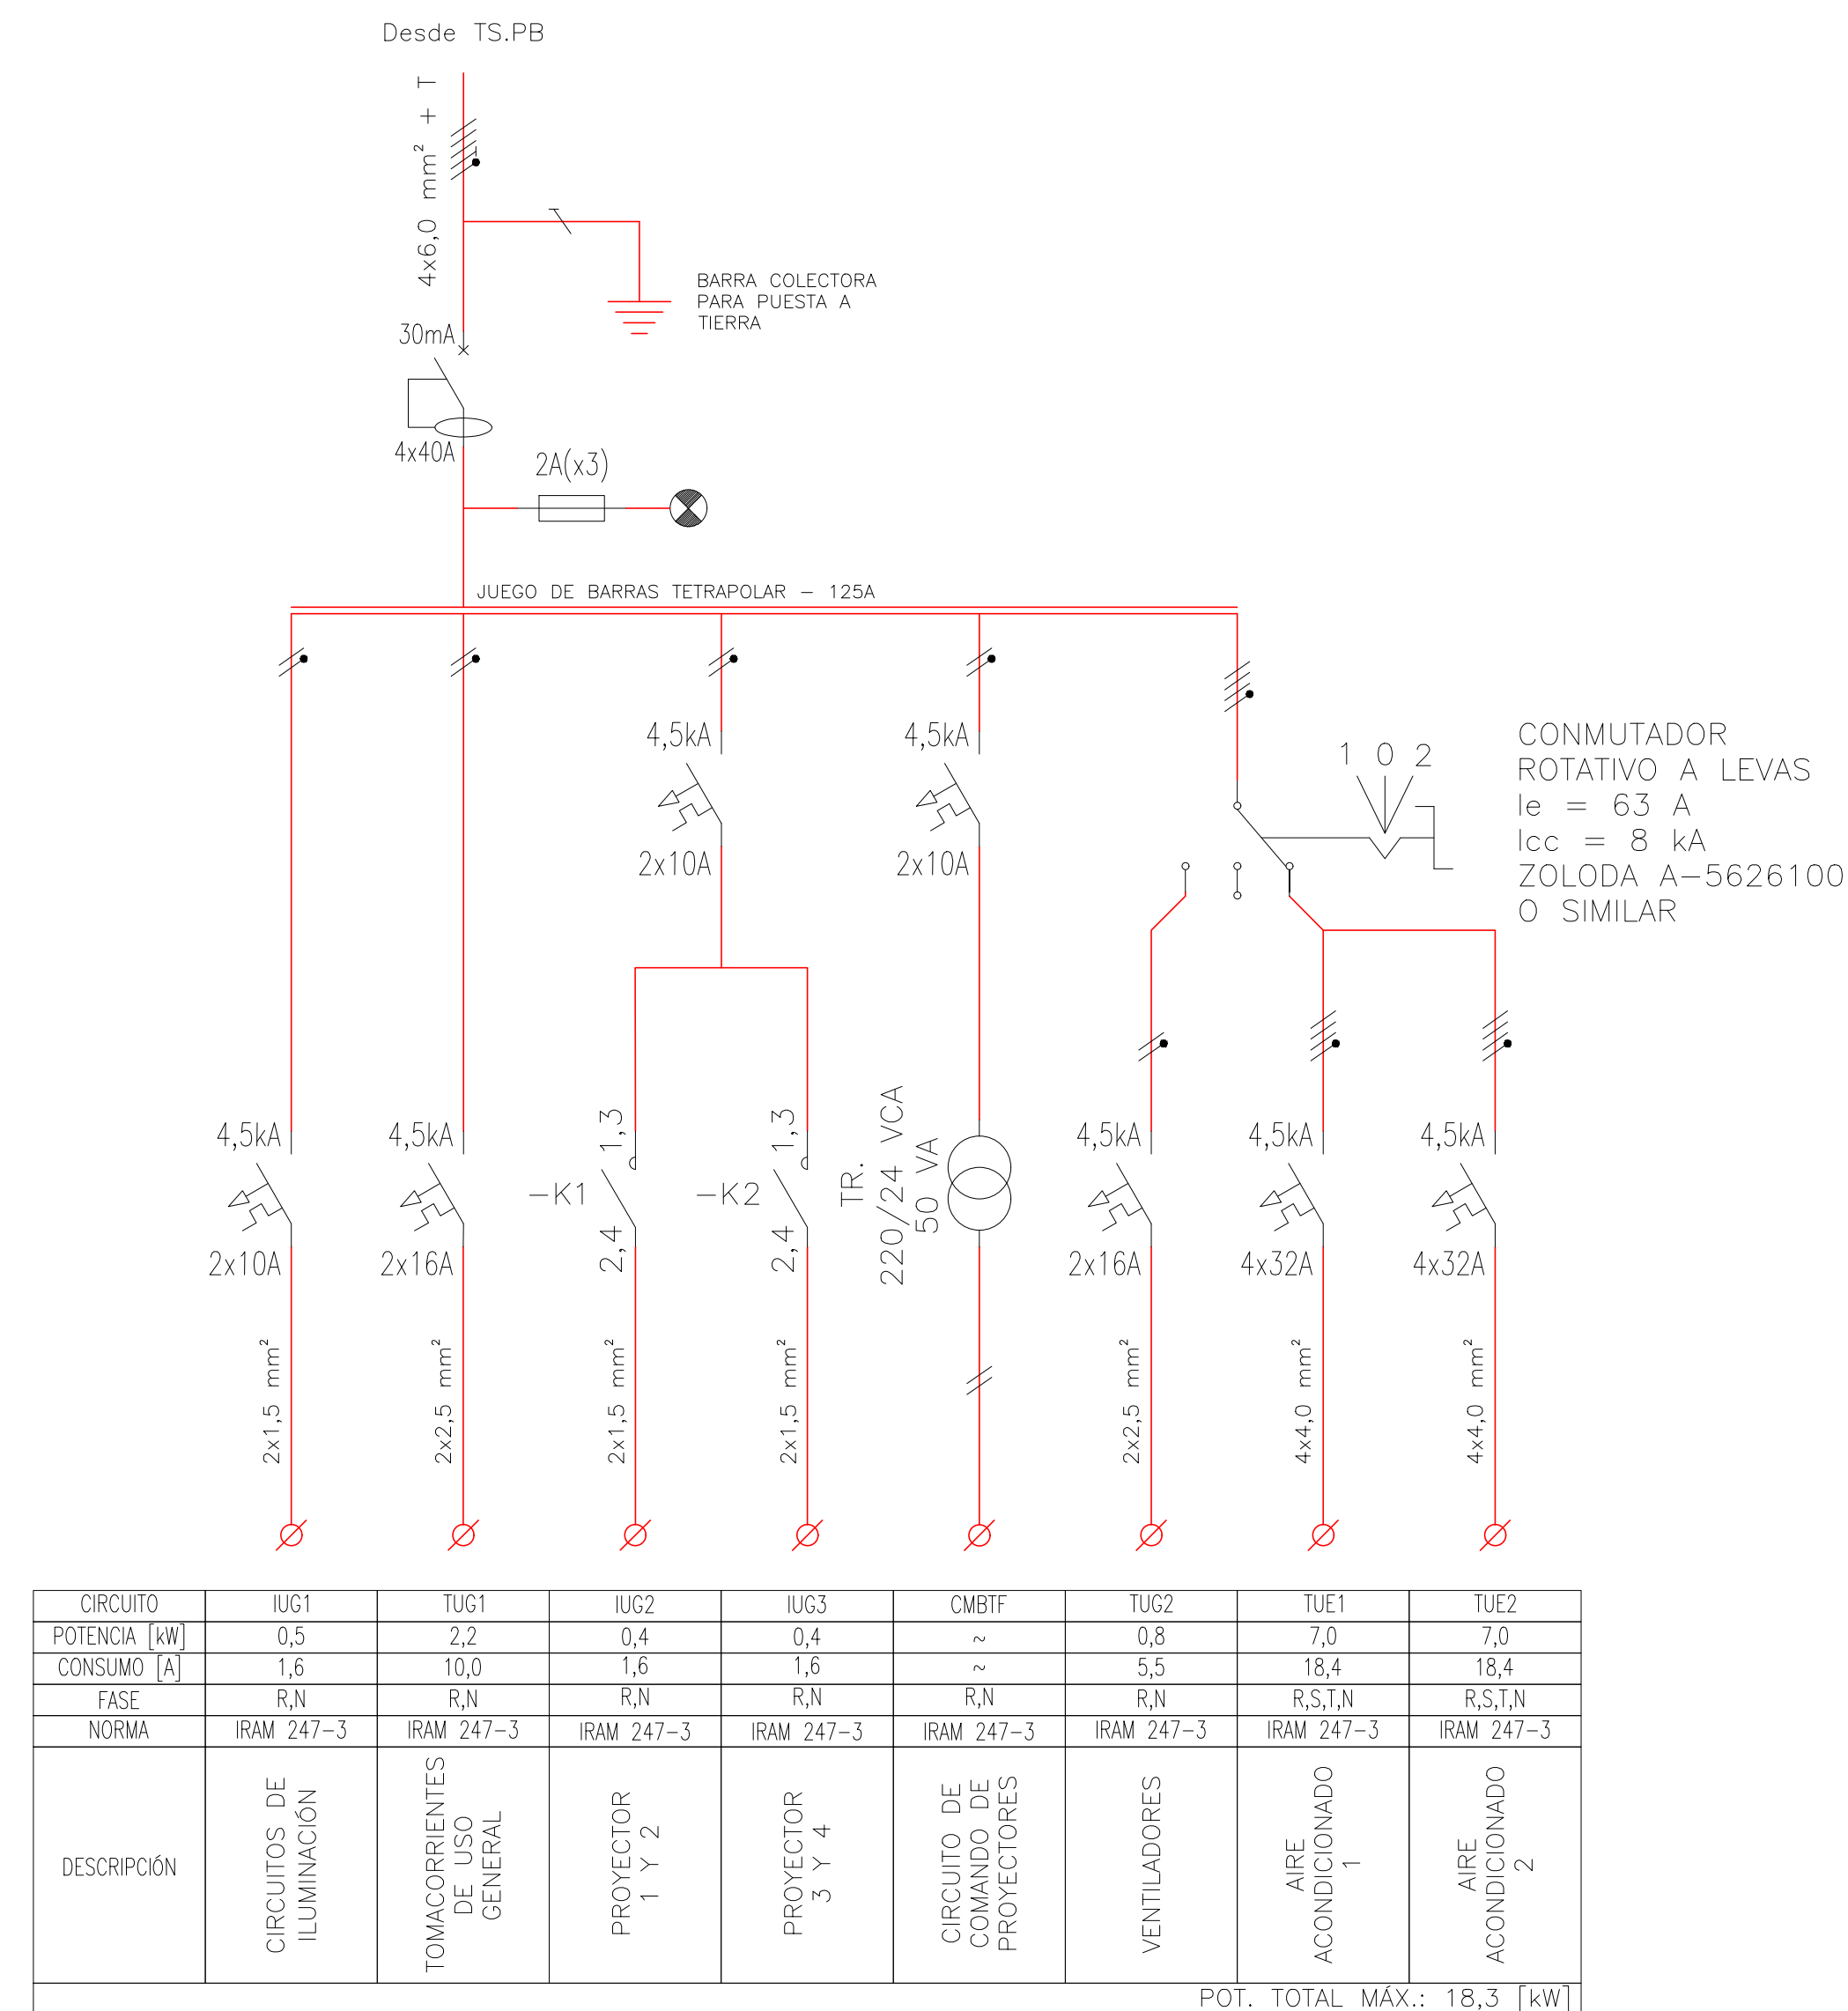 Desde TS.PB
4x6,0 mm² + T
BARRA COLECTORA
PARA PUESTA A
TIERRA
30mA
4x40A
2A(x3)
JUEGO DE BARRAS TETRAPOLAR - 125A
4,5kA
2x10A
4,5kA
2x10A
1 0 2
CONMUTADOR
ROTATIVO A LEVAS
Ie = 63 A
Icc = 8 kA
ZOLODA A-5626100
O SIMILAR
4,5kA
2x10A
2x1,5 mm²
4,5kA
2x16A
2x2,5 mm²
1,3
-K1
2,4
2x1,5 mm²
1,3
-K2
2,4
2x1,5 mm²
TR.
220/24 VCA
50 VA
4,5kA
2x16A
2x2,5 mm²
4,5kA
4x32A
4x4,0 mm²
4,5kA
4x32A
4x4,0 mm²
CIRCUITO IUG1 TUG1 IUG2 IUG3 CMBTF TUG2 TUE1 TUE2
POTENCIA [kW] 0,5 2,2 0,4 0,4 ~ 0,8 7,0 7,0
CONSUMO [A] 1,6 10,0 1,6 1,6 ~ 5,5 18,4 18,4
FASE R,N R,N R,N R,N R,N R,N R,S,T,N R,S,T,N
NORMA IRAM 247-3 IRAM 247-3 IRAM 247-3 IRAM 247-3 IRAM 247-3 IRAM 247-3 IRAM 247-3 IRAM 247-3
DESCRIPCIÓN
CIRCUITOS DE
ILUMINACIÓN
TOMACORRIENTES
DE USO
GENERAL
PROYECTOR
1 Y 2
PROYECTOR
3 Y 4
CIRCUITO DE
COMANDO DE
PROYECTORES
VENTILADORES
AIRE
ACONDICIONADO
1
AIRE
ACONDICIONADO
2
POT. TOTAL MÁX.: 18,3 [kW]